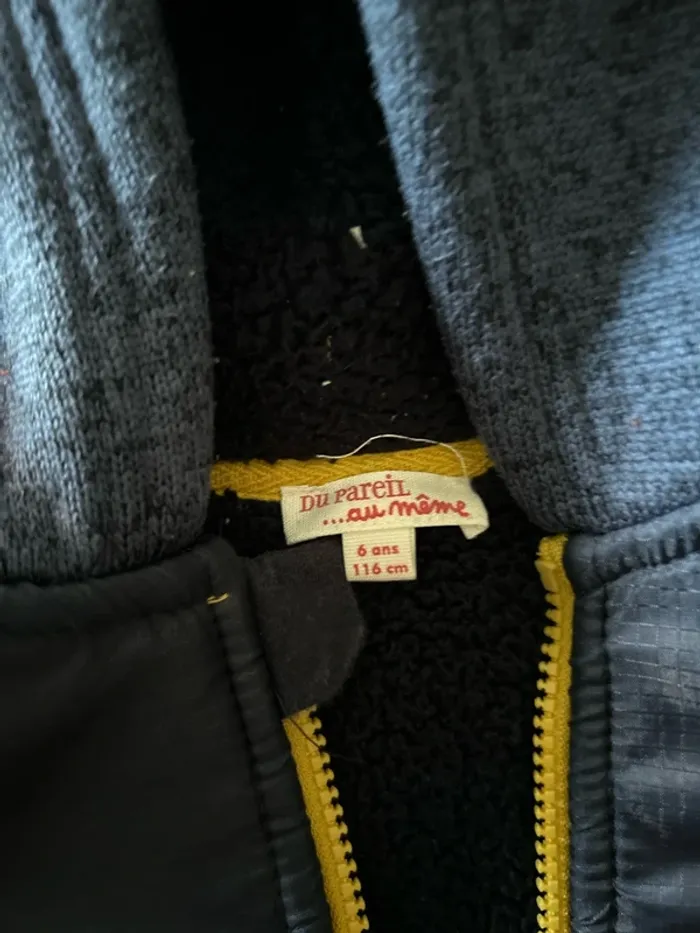 DU PAREIL
...au même
6 ans
116 cm